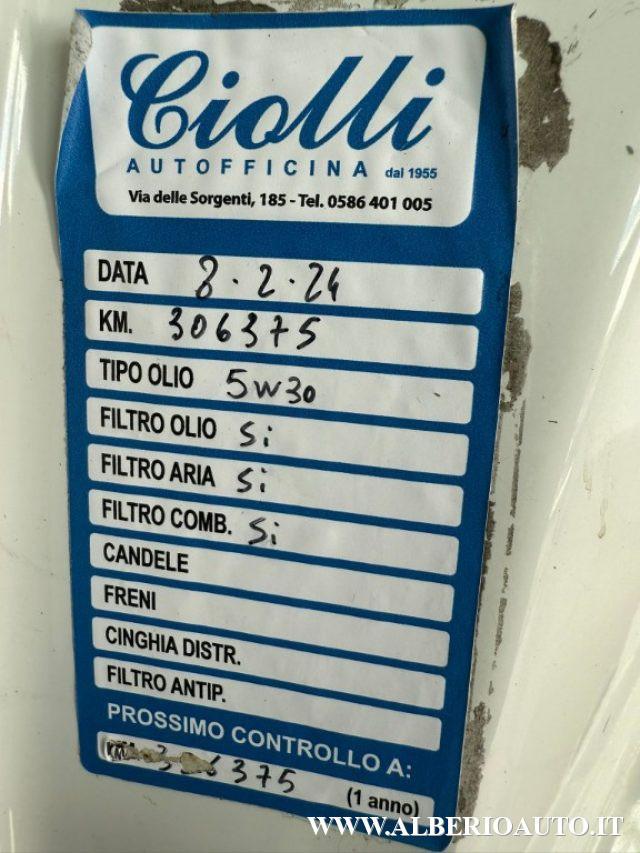 Ciolli
AUTOFFICINA dal 1955
Via delle Sorgenti, 185 - Tel. 0586 401 005
DATA 8.2.24
KM. 306375
TIPO OLIO 5W30
FILTRO OLIO Si
FILTRO ARIA Si
FILTRO COMB. Si
CANDELE
FRENI
CINGHIA DISTR.
FILTRO ANTIP.
PROSSIMO CONTROLLO A:
(1 anno)
WWW.ALBERIOAUTO.IT